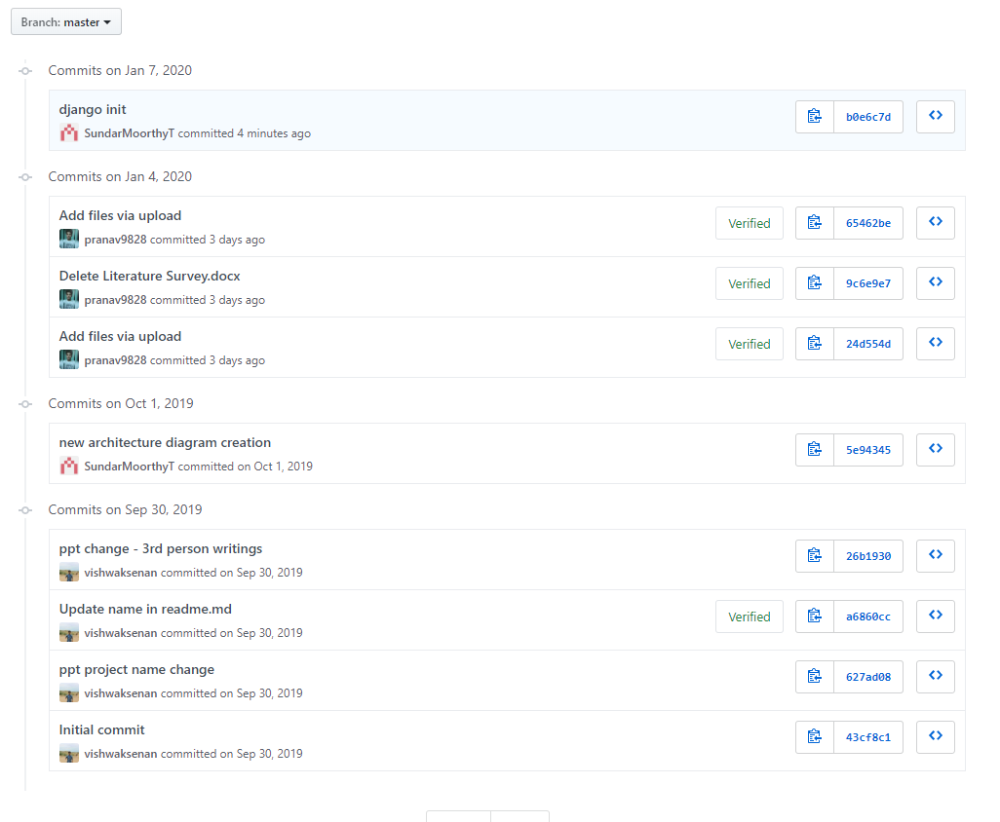 Branch: master
Commits on Jan 7, 2020
django init
b0e6c7d
SundarMoorthyT committed 4 minutes ago
Commits on Jan 4, 2020
Add files via upload
Verified
65462be
pranav9828 committed 3 days ago
Delete Literature Survey.docx
Verified
9c6e9e7
pranav9828 committed 3 days ago
Add files via upload
Verified
24d554d
pranav9828 committed 3 days ago
Commits on Oct 1, 2019
new architecture diagram creation
5e94345
SundarMoorthyT committed on Oct 1, 2019
Commits on Sep 30, 2019
ppt change - 3rd person writings
26b1930
vishwaksenan committed on Sep 30, 2019
Update name in readme.md
Verified
a6860cc
vishwaksenan committed on Sep 30, 2019
ppt project name change
627ad08
vishwaksenan committed on Sep 30, 2019
Initial commit
43cf8c1
vishwaksenan committed on Sep 30, 2019